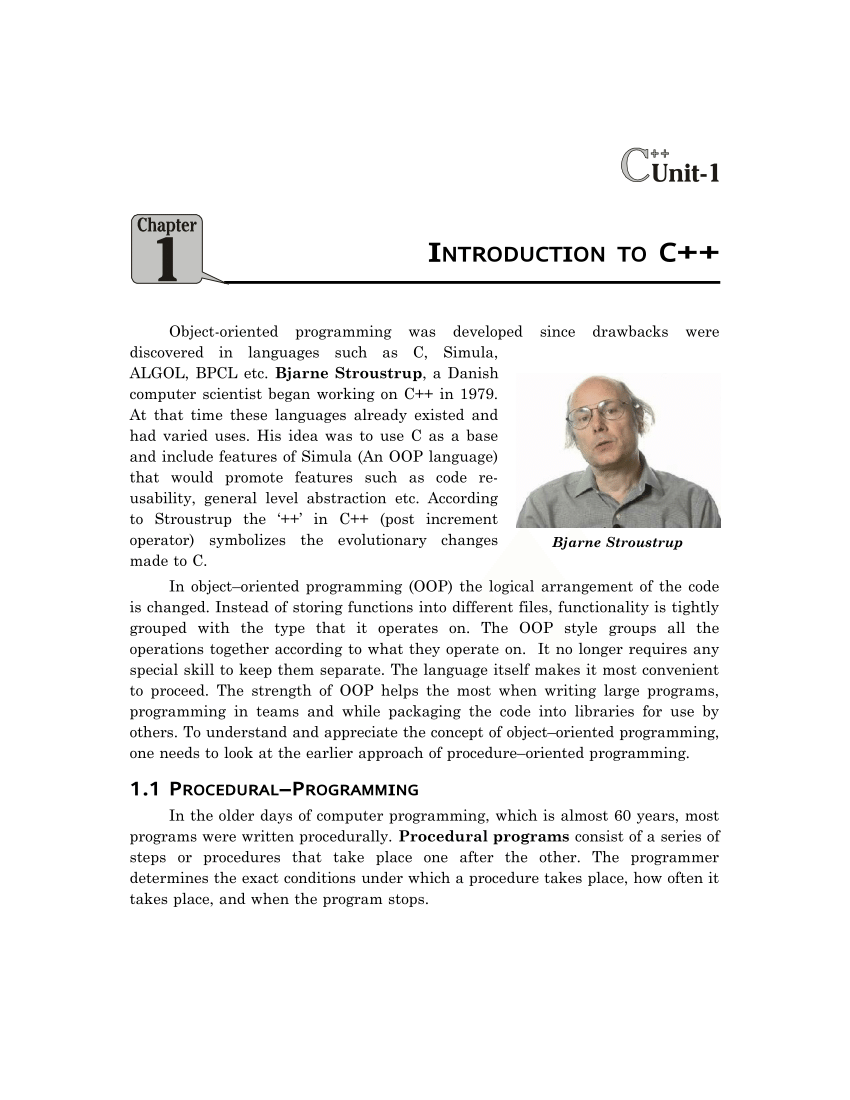 C++
Unit-1
Chapter
1
INTRODUCTION TO C++
Object-oriented programming was developed since drawbacks were
discovered in languages such as C, Simula,
ALGOL, BPCL etc. Bjarne Stroustrup, a Danish
computer scientist began working on C++ in 1979.
At that time these languages already existed and
had varied uses. His idea was to use C as a base
and include features of Simula (An OOP language)
that would promote features such as code re-
usability, general level abstraction etc. According
to Stroustrup the ‘++’ in C++ (post increment
operator) symbolizes the evolutionary changes
made to C.
Bjarne Stroustrup
In object–oriented programming (OOP) the logical arrangement of the code
is changed. Instead of storing functions into different files, functionality is tightly
grouped with the type that it operates on. The OOP style groups all the
operations together according to what they operate on. It no longer requires any
special skill to keep them separate. The language itself makes it most convenient
to proceed. The strength of OOP helps the most when writing large programs,
programming in teams and while packaging the code into libraries for use by
others. To understand and appreciate the concept of object–oriented programming,
one needs to look at the earlier approach of procedure–oriented programming.
1.1 PROCEDURAL–PROGRAMMING
In the older days of computer programming, which is almost 60 years, most
programs were written procedurally. Procedural programs consist of a series of
steps or procedures that take place one after the other. The programmer
determines the exact conditions under which a procedure takes place, how often it
takes place, and when the program stops.